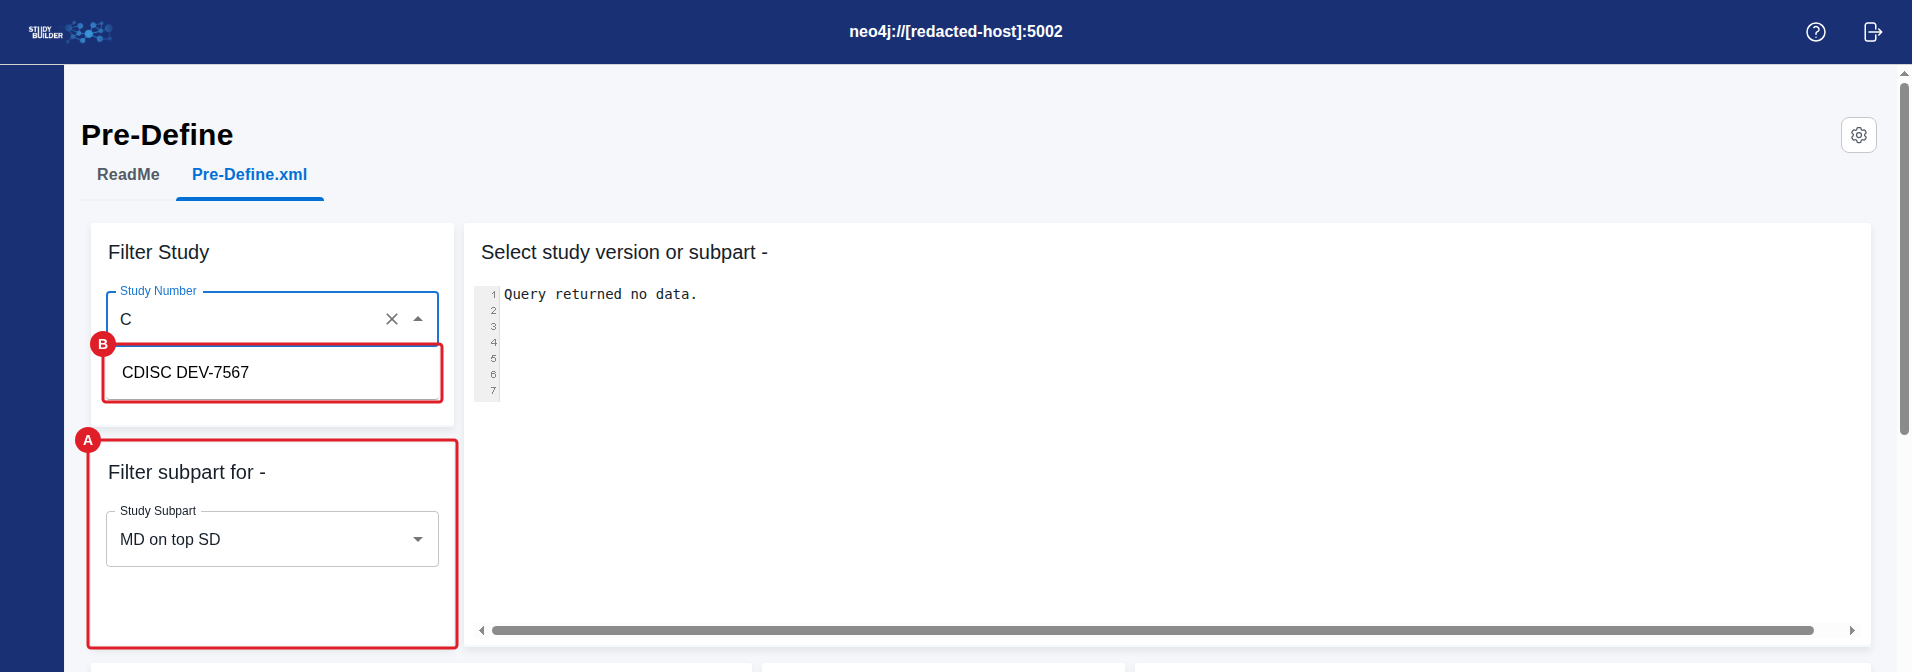 STUDY
BUILDER
neo4j://[redacted-host]:5002
Pre-Define
ReadMe
Pre-Define.xml
Filter Study
Study Number
C
B
CDISC DEV-7567
A
Filter subpart for -
Study Subpart
MD on top SD
Select study version or subpart -
1 Query returned no data.
2
3
4
5
6
7